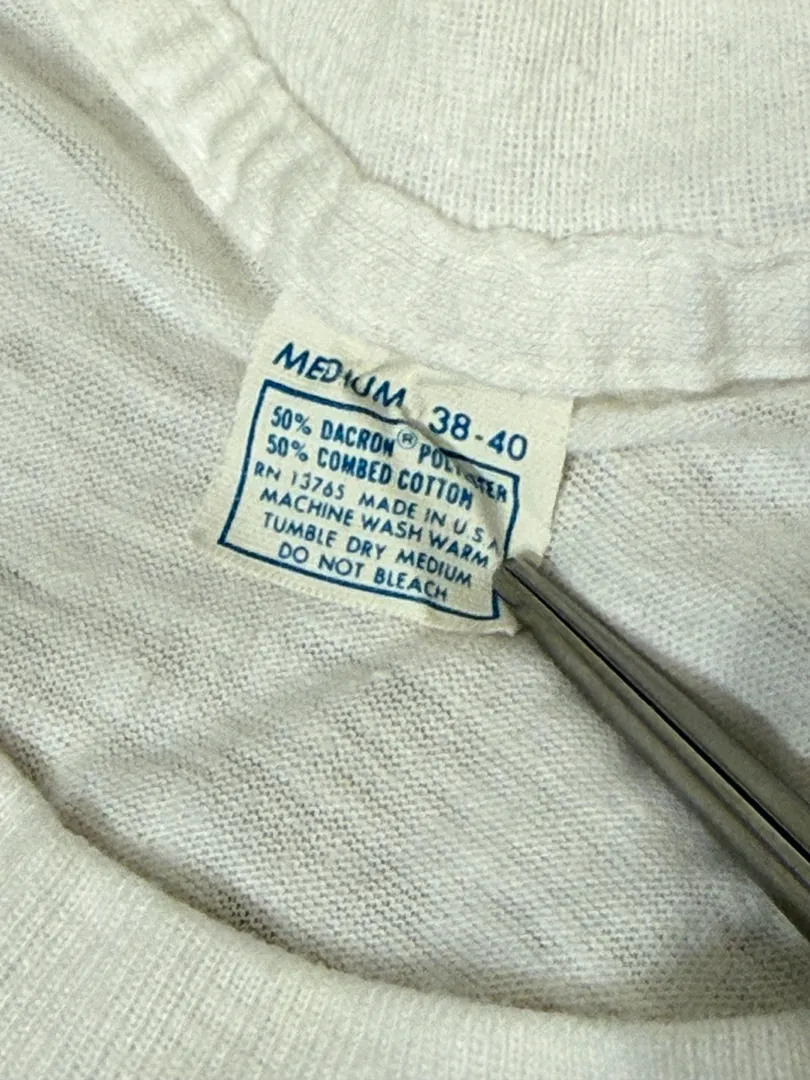 MEDIUM 38-40
50% DACRON® POLYESTER
50% COMBED COTTON
RN 13765 MADE IN U.S.A.
MACHINE WASH WARM
TUMBLE DRY MEDIUM
DO NOT BLEACH